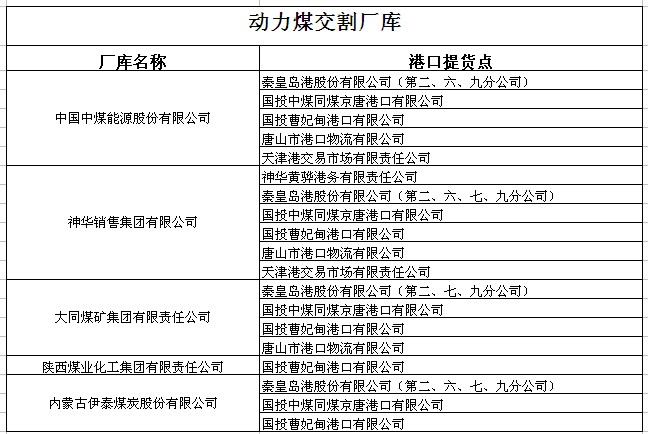 动力煤交割厂库
厂库名称 港口提货点
中国中煤能源股份有限公司
秦皇岛港股份有限公司（第二、六、九分公司）
国投中煤同煤京唐港口有限公司
国投曹妃甸港口有限公司
唐山市港口物流有限公司
天津港交易市场有限责任公司
神华销售集团有限公司
神华黄骅港务有限责任公司
秦皇岛港股份有限公司（第二、六、七、九分公司）
国投中煤同煤京唐港口有限公司
国投曹妃甸港口有限公司
唐山市港口物流有限公司
天津港交易市场有限责任公司
大同煤矿集团有限责任公司
秦皇岛港股份有限公司（第二、七、九分公司）
国投中煤同煤京唐港口有限公司
国投曹妃甸港口有限公司
唐山市港口物流有限公司
陕西煤业化工集团有限责任公司 国投曹妃甸港口有限公司
内蒙古伊泰煤炭股份有限公司
秦皇岛港股份有限公司（第二、六、七、九分公司）
国投中煤同煤京唐港口有限公司
国投曹妃甸港口有限公司